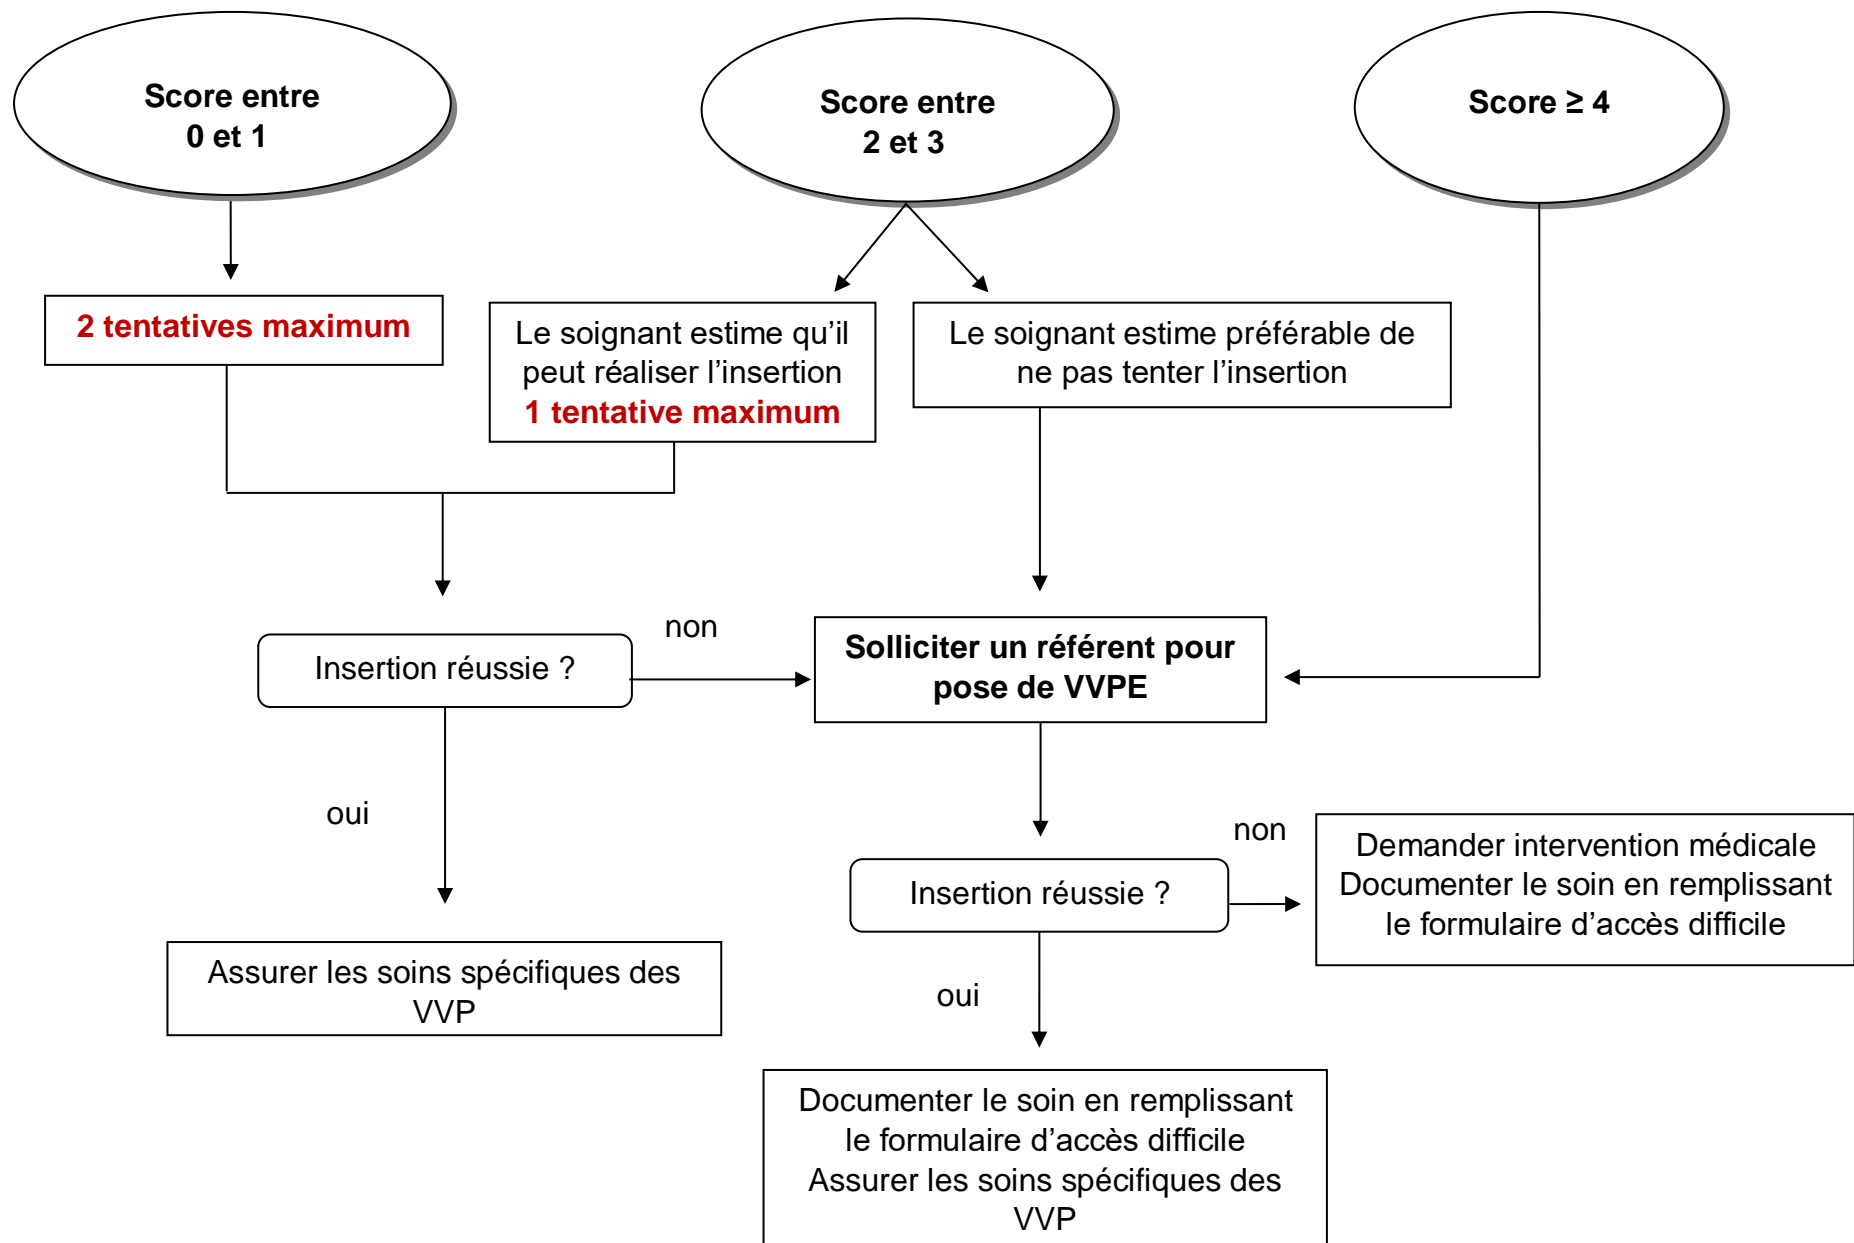 Score entre
0 et 1
Score entre
2 et 3
Score ≥ 4
2 tentatives maximum
Le soignant estime qu’il
peut réaliser l’insertion
1 tentative maximum
Le soignant estime préférable de
ne pas tenter l’insertion
Insertion réussie ?
non
Solliciter un référent pour
pose de VVPE
oui
Assurer les soins spécifiques des
VVP
Insertion réussie ?
non
Demander intervention médicale
Documenter le soin en remplissant
le formulaire d’accès difficile
oui
Documenter le soin en remplissant
le formulaire d’accès difficile
Assurer les soins spécifiques des
VVP